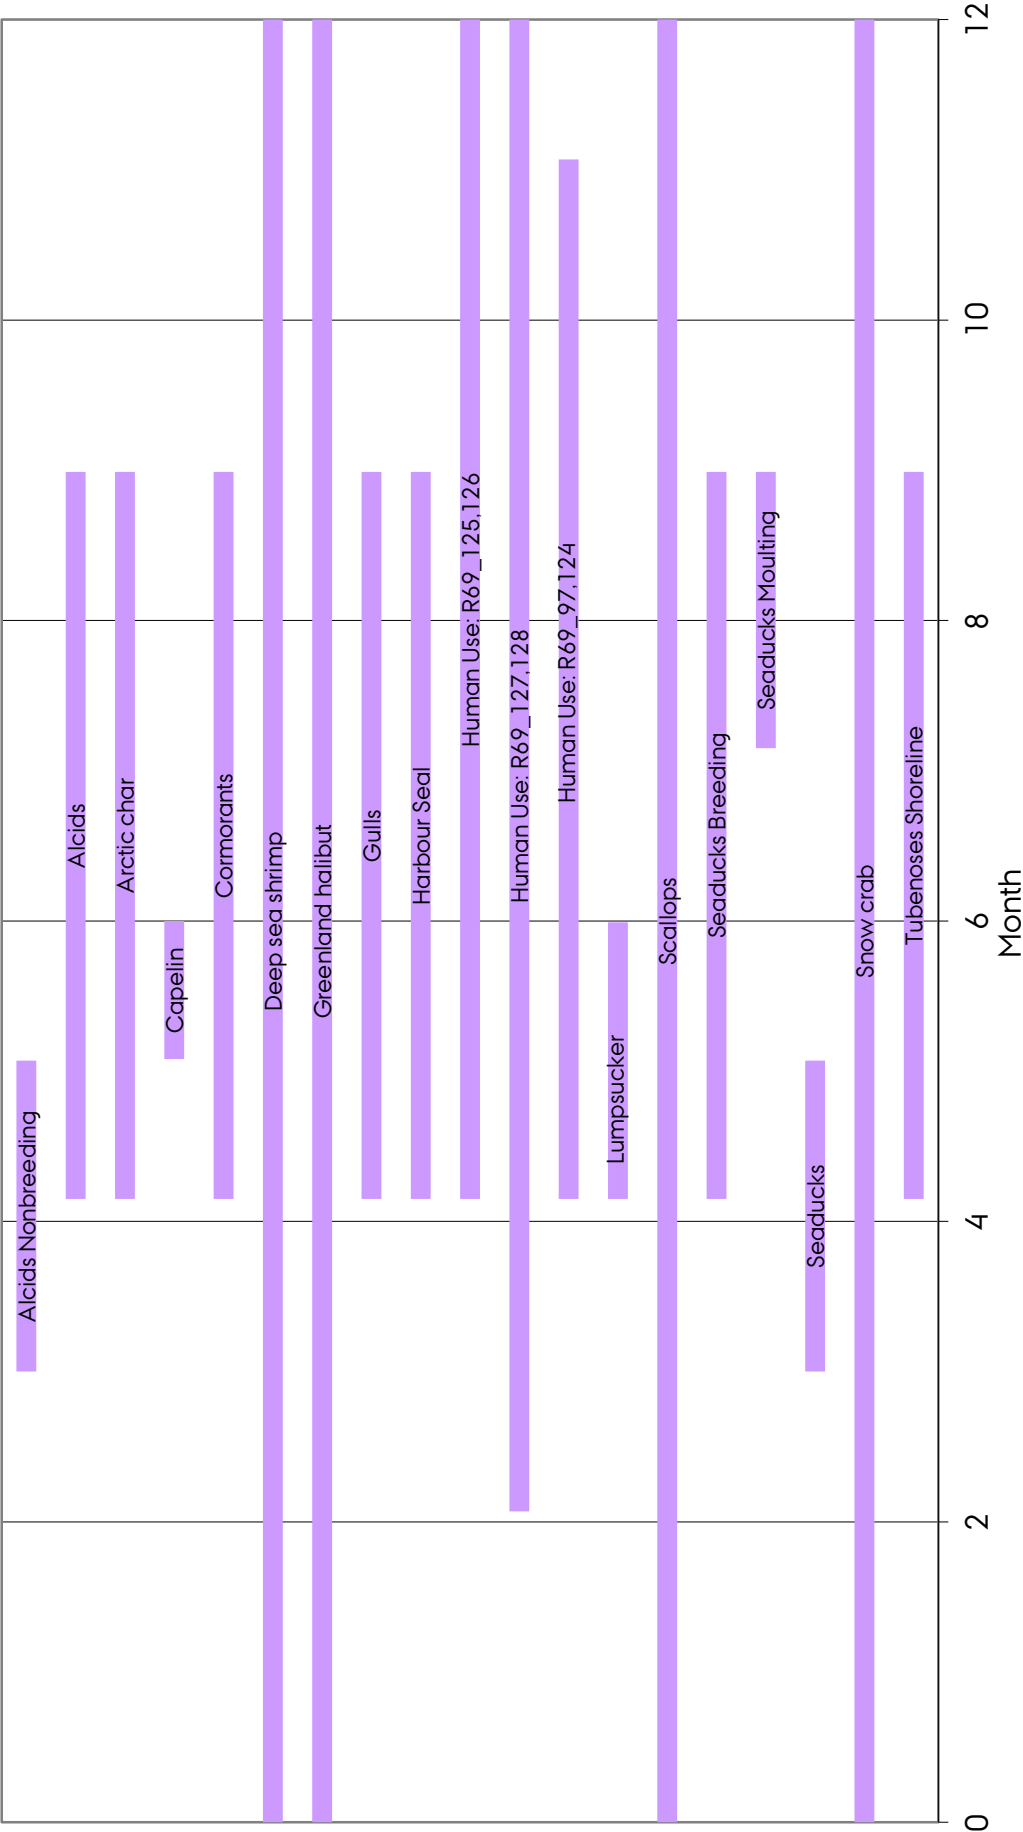 Alcids Nonbreeding
Alcids
Arctic char
Capelin
Cormorants
Deep sea shrimp
Greenland halibut
Gulls
Harbour Seal
Human Use: R69_125,126
Human Use: R69_127,128
Human Use: R69_97,124
Lumpsucker
Scallops
Seaducks Breeding
Seaducks Moulting
Seaducks
Snow crab
Tubenoses Shoreline
0
2
4
6
8
10
12
Month